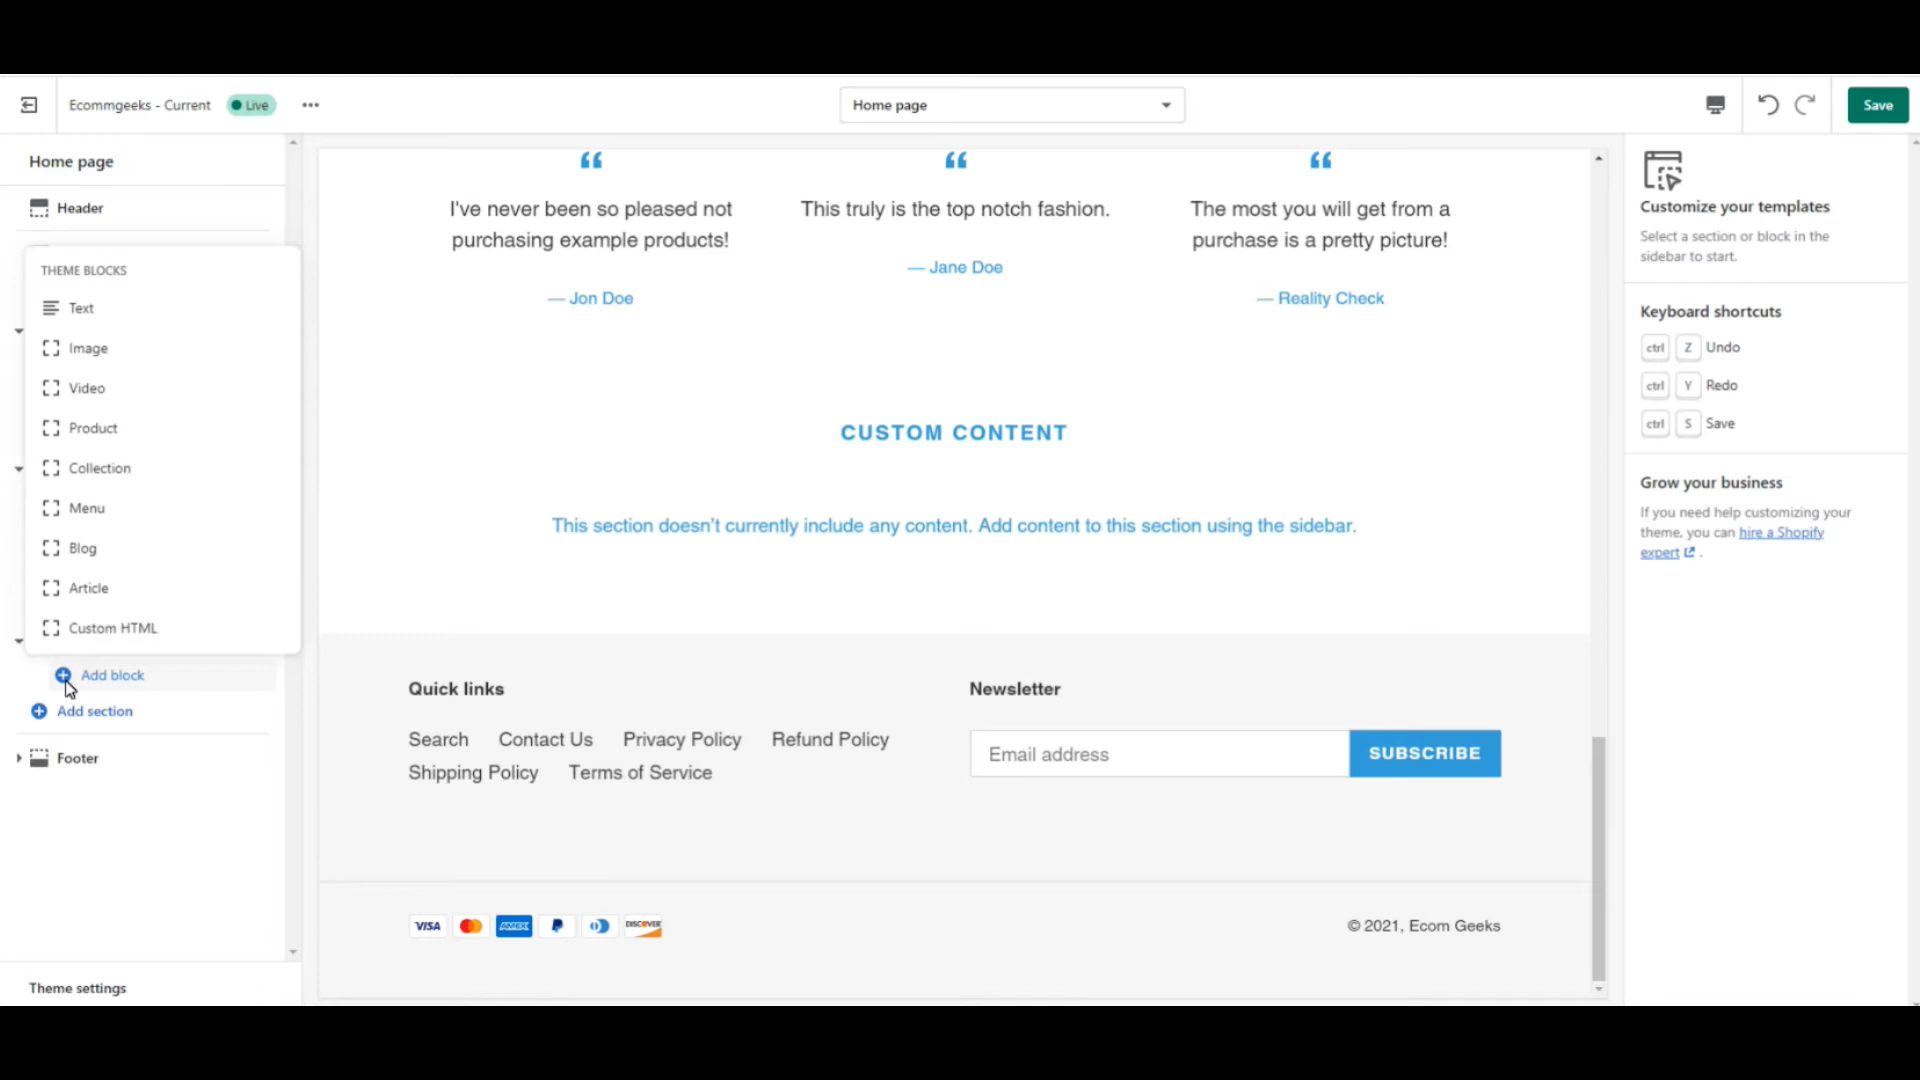 Ecommgeeks - Current
Live
Home page
Save
Home page
Header
THEME BLOCKS
Text
Image
Video
Product
Collection
Menu
Blog
Article
Custom HTML
Add block
Add section
Footer
Theme settings
“ “ “
I've never been so pleased not
purchasing example products!
— Jon Doe
This truly is the top notch fashion.
— Jane Doe
The most you will get from a
purchase is a pretty picture!
— Reality Check
CUSTOM CONTENT
This section doesn't currently include any content. Add content to this section using the sidebar.
Quick links
Search Contact Us Privacy Policy Refund Policy
Shipping Policy Terms of Service
Newsletter
Email address SUBSCRIBE
VISA AMEX DISCOVER
© 2021, Ecom Geeks
Customize your templates
Select a section or block in the
sidebar to start.
Keyboard shortcuts
ctrl Z Undo
ctrl Y Redo
ctrl S Save
Grow your business
If you need help customizing your
theme, you can hire a Shopify
expert .